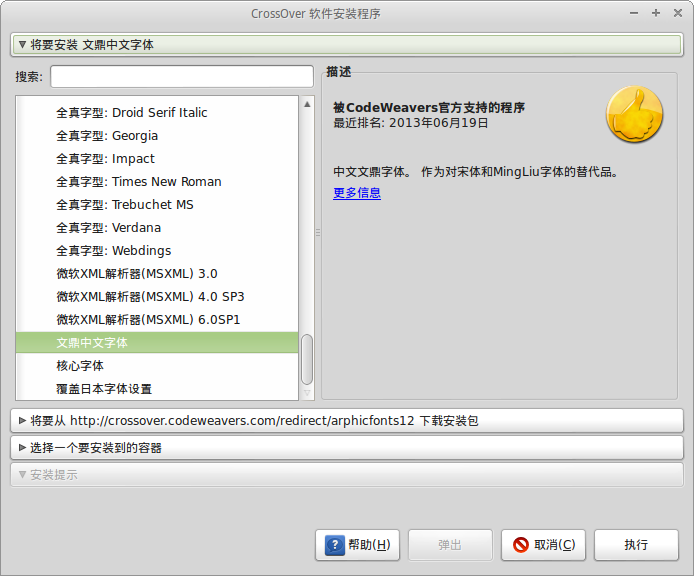 CrossOver 软件安装程序
将要安装 文鼎中文字体
搜索:
全真字型: Droid Serif Italic
全真字型: Georgia
全真字型: Impact
全真字型: Times New Roman
全真字型: Trebuchet MS
全真字型: Verdana
全真字型: Webdings
微软XML解析器(MSXML) 3.0
微软XML解析器(MSXML) 4.0 SP3
微软XML解析器(MSXML) 6.0SP1
文鼎中文字体
核心字体
覆盖日本字体设置
描述
被CodeWeavers官方支持的程序
最近排名: 2013年06月19日
中文文鼎字体。 作为对宋体和MingLiu字体的替代品。
更多信息
将要从 http://crossover.codeweavers.com/redirect/arphicfonts12 下载安装包
选择一个要安装到的容器
安装提示
帮助(H)
弹出
取消(C)
执行